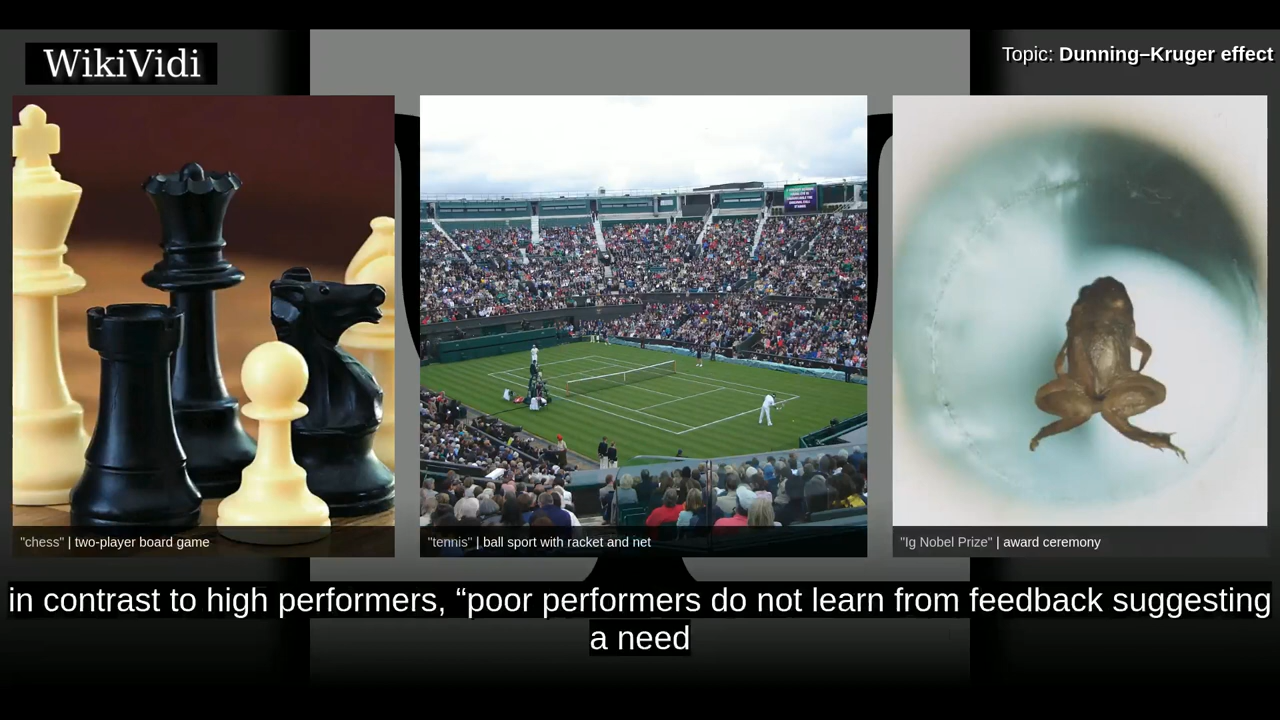 WikiVidi
Topic: Dunning–Kruger effect
"chess" | two-player board game
"tennis" | ball sport with racket and net
"Ig Nobel Prize" | award ceremony
in contrast to high performers, “poor performers do not learn from feedback suggesting
a need